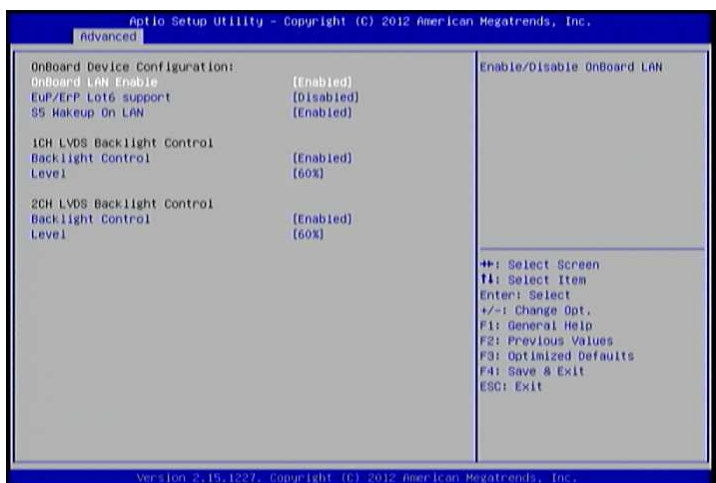 Aptio Setup Utility - Copyright (C) 2012 American Megatrends, Inc.
Advanced
OnBoard Device Configuration:
OnBoard LAN Enable [Enabled]
EuP/ErP Lot6 support [Disabled]
S5 Wakeup On LAN [Enabled]
1CH LVDS Backlight Control
Backlight Control [Enabled]
Level [60%]
2CH LVDS Backlight Control
Backlight Control [Enabled]
Level [60%]
Enable/Disable OnBoard LAN
→←: Select Screen
↑↓: Select Item
Enter: Select
+/-: Change Opt.
F1: General Help
F2: Previous Values
F3: Optimized Defaults
F4: Save & Exit
ESC: Exit
Version 2.15.1227. Copyright (C) 2012 American Megatrends, Inc.